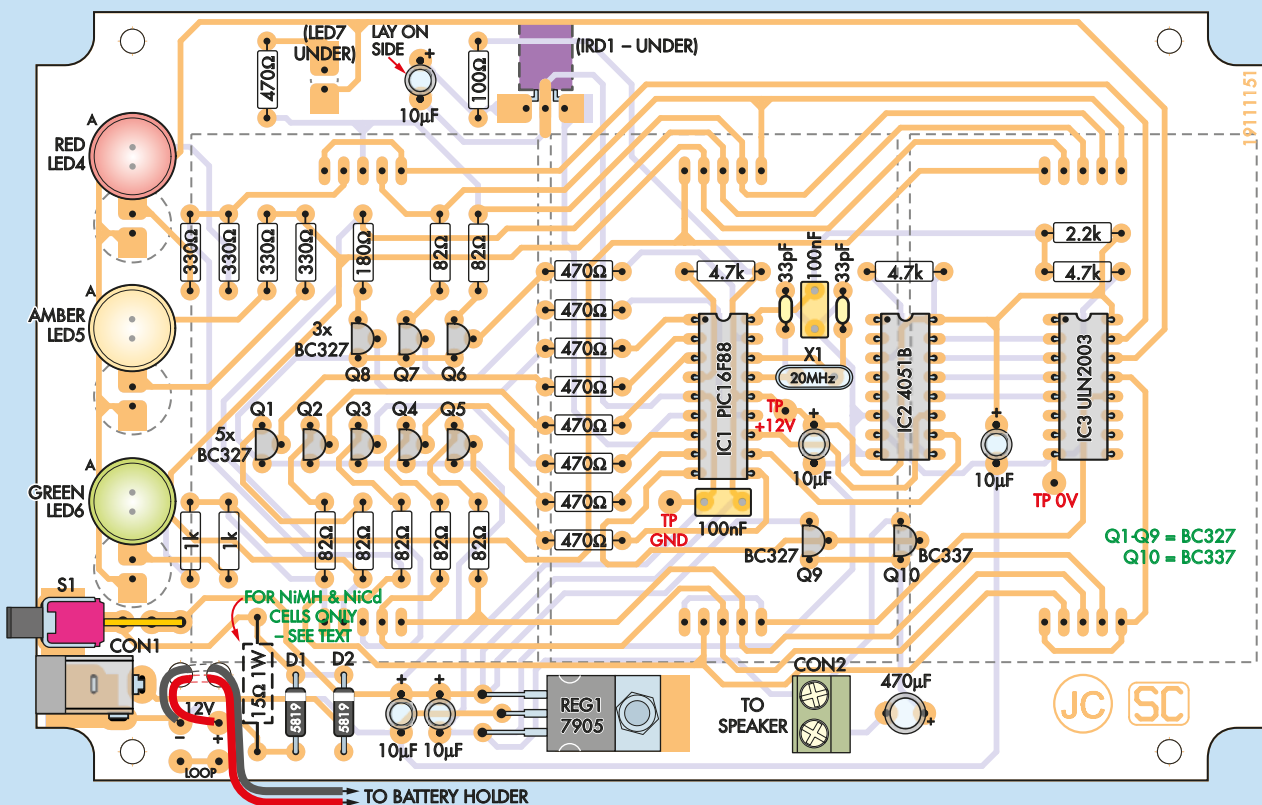 (LED7
UNDER)
LAY ON
SIDE
+
(IRD1 – UNDER)
470Ω
10µF
100Ω
19111151
A
RED
LED4
330Ω
330Ω
330Ω
330Ω
180Ω
82Ω
82Ω
2.2k
470Ω
4.7k
33pF
100nF
33pF
4.7k
4.7k
A
AMBER
LED5
470Ω
3x
BC327
Q8
Q7
Q6
470Ω
IC1 PIC16F88
X1
20MHz
IC2 4051B
IC3 ULN2003
470Ω
Q1
Q2
Q3
Q4
Q5
5x
BC327
470Ω
TP
+12V
+
10µF
+
10µF
470Ω
A
GREEN
LED6
470Ω
TP 0V
1k
1k
82Ω
82Ω
82Ω
82Ω
82Ω
470Ω
TP
GND
100nF
BC327
Q9
BC337
Q10
Q1-Q9 = BC327
Q10 = BC337
S1
FOR NiMH & NiCd
CELLS ONLY
– SEE TEXT
CON1
15Ω 1W
D1
D2
5819
5819
12V
–
+
LOOP
+
+
10µF
10µF
REG1
7905
TO
SPEAKER
CON2
470µF
+
JC
SC
TO BATTERY HOLDER